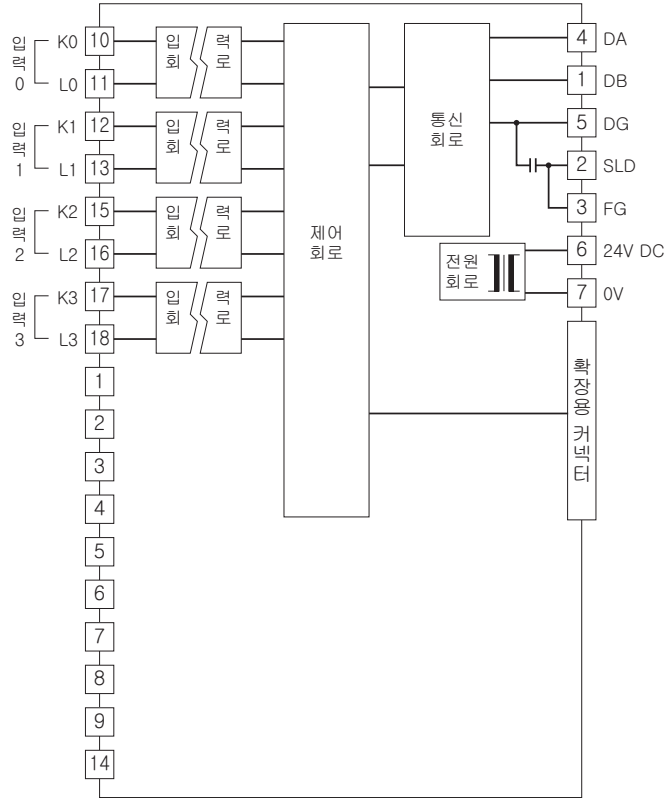 입력 0 K0 10 입력 회로 4 DA
L0 11 1 DB
입력 1 K1 12 입력 회로 통신 회로 5 DG
L1 13 2 SLD
입력 2 K2 15 입력 회로 제어 회로 3 FG
L2 16 전원 회로 6 24V DC
입력 3 K3 17 입력 회로 7 0V
L3 18
1 확장용 커넥터
2
3
4
5
6
7
8
9
14